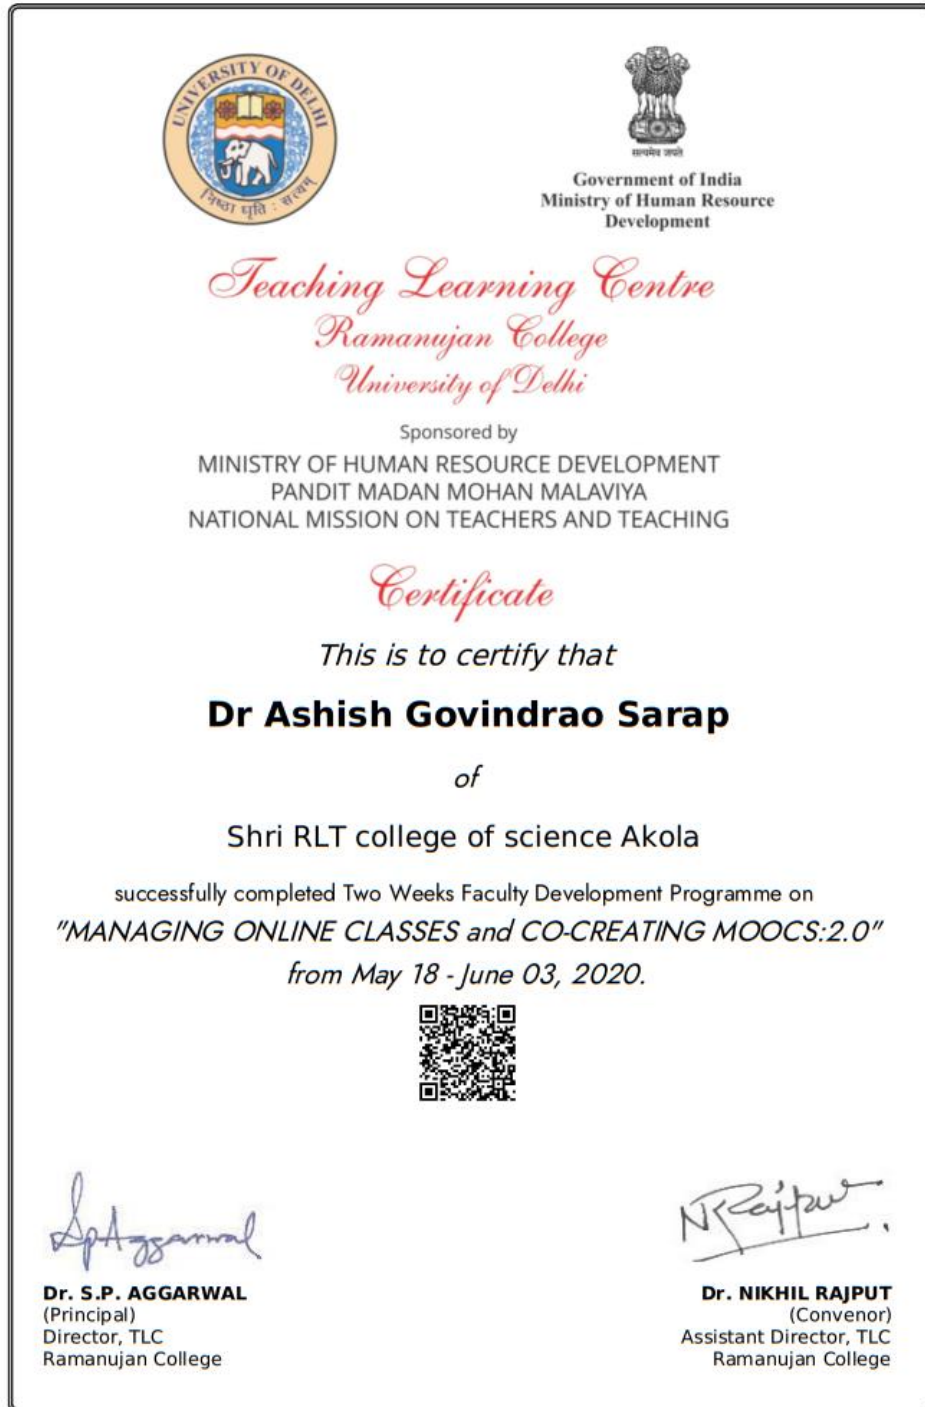 UNIVERSITY OF DELHI
निष्ठा धृति : सत्यम्
सत्यमेव जयते
Government of India
Ministry of Human Resource
Development
Teaching Learning Centre
Ramanujan College
University of Delhi
Sponsored by
MINISTRY OF HUMAN RESOURCE DEVELOPMENT
PANDIT MADAN MOHAN MALAVIYA
NATIONAL MISSION ON TEACHERS AND TEACHING
Certificate
This is to certify that
Dr Ashish Govindrao Sarap
of
Shri RLT college of science Akola
successfully completed Two Weeks Faculty Development Programme on
"MANAGING ONLINE CLASSES and CO-CREATING MOOCS:2.0"
from May 18 - June 03, 2020.
SpAggarwal
NRajput
Dr. S.P. AGGARWAL
(Principal)
Director, TLC
Ramanujan College
Dr. NIKHIL RAJPUT
(Convenor)
Assistant Director, TLC
Ramanujan College